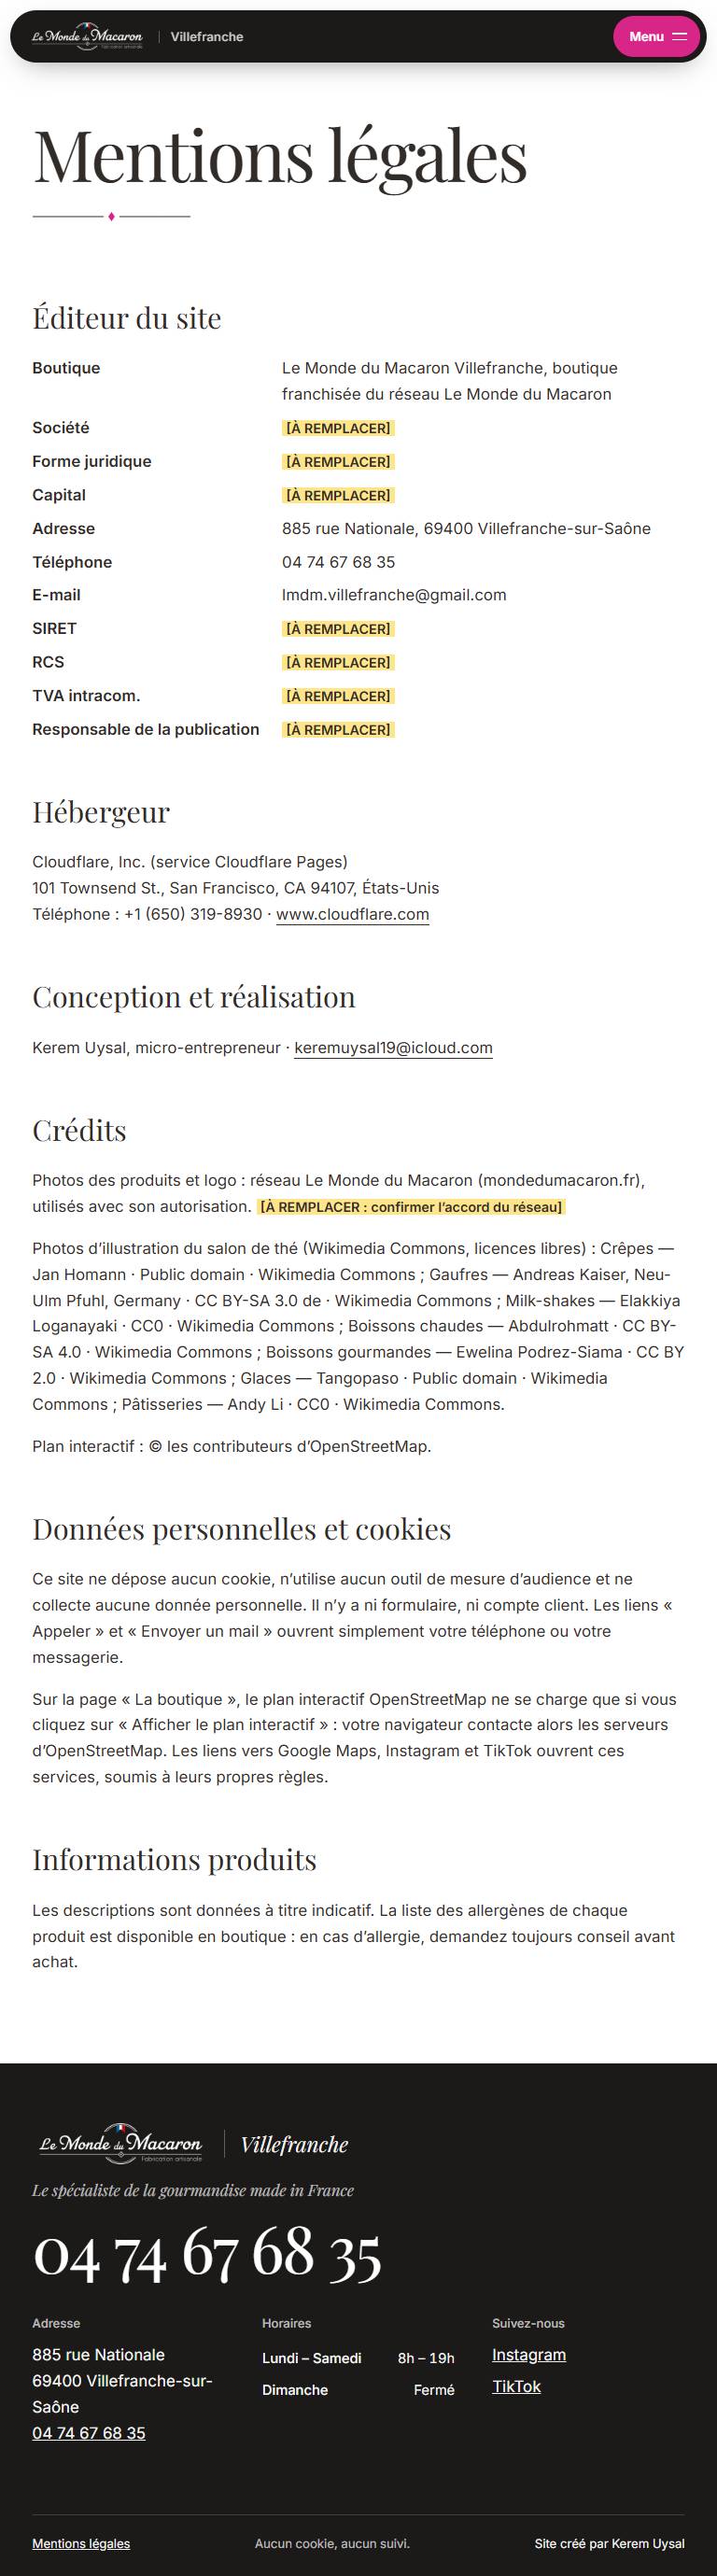 Le Monde du Macaron
Fabrication artisanale
Villefranche
Menu
Mentions légales
Éditeur du site
Boutique
Le Monde du Macaron Villefranche, boutique
franchisée du réseau Le Monde du Macaron
Société [À REMPLACER]
Forme juridique [À REMPLACER]
Capital [À REMPLACER]
Adresse 885 rue Nationale, 69400 Villefranche-sur-Saône
Téléphone 04 74 67 68 35
E-mail lmdm.villefranche@gmail.com
SIRET [À REMPLACER]
RCS [À REMPLACER]
TVA intracom. [À REMPLACER]
Responsable de la publication [À REMPLACER]
Hébergeur
Cloudflare, Inc. (service Cloudflare Pages)
101 Townsend St., San Francisco, CA 94107, États-Unis
Téléphone : +1 (650) 319-8930 · www.cloudflare.com
Conception et réalisation
Kerem Uysal, micro-entrepreneur · keremuysal19@icloud.com
Crédits
Photos des produits et logo : réseau Le Monde du Macaron (mondedumacaron.fr),
utilisés avec son autorisation. [À REMPLACER : confirmer l’accord du réseau]
Photos d’illustration du salon de thé (Wikimedia Commons, licences libres) : Crêpes —
Jan Homann · Public domain · Wikimedia Commons ; Gaufres — Andreas Kaiser, Neu-
Ulm Pfuhl, Germany · CC BY-SA 3.0 de · Wikimedia Commons ; Milk-shakes — Elakkiya
Loganayaki · CC0 · Wikimedia Commons ; Boissons chaudes — Abdulrohmatt · CC BY-
SA 4.0 · Wikimedia Commons ; Boissons gourmandes — Ewelina Podrez-Siama · CC BY
2.0 · Wikimedia Commons ; Glaces — Tangopaso · Public domain · Wikimedia
Commons ; Pâtisseries — Andy Li · CC0 · Wikimedia Commons.
Plan interactif : © les contributeurs d’OpenStreetMap.
Données personnelles et cookies
Ce site ne dépose aucun cookie, n’utilise aucun outil de mesure d’audience et ne
collecte aucune donnée personnelle. Il n’y a ni formulaire, ni compte client. Les liens «
Appeler » et « Envoyer un mail » ouvrent simplement votre téléphone ou votre
messagerie.
Sur la page « La boutique », le plan interactif OpenStreetMap ne se charge que si vous
cliquez sur « Afficher le plan interactif » : votre navigateur contacte alors les serveurs
d’OpenStreetMap. Les liens vers Google Maps, Instagram et TikTok ouvrent ces
services, soumis à leurs propres règles.
Informations produits
Les descriptions sont données à titre indicatif. La liste des allergènes de chaque
produit est disponible en boutique : en cas d’allergie, demandez toujours conseil avant
achat.
Le Monde du Macaron
Fabrication artisanale
Villefranche
Le spécialiste de la gourmandise made in France
04 74 67 68 35
Adresse
885 rue Nationale
69400 Villefranche-sur-
Saône
04 74 67 68 35
Horaires
Lundi – Samedi 8h – 19h
Dimanche Fermé
Suivez-nous
Instagram
TikTok
Mentions légales
Aucun cookie, aucun suivi.
Site créé par Kerem Uysal